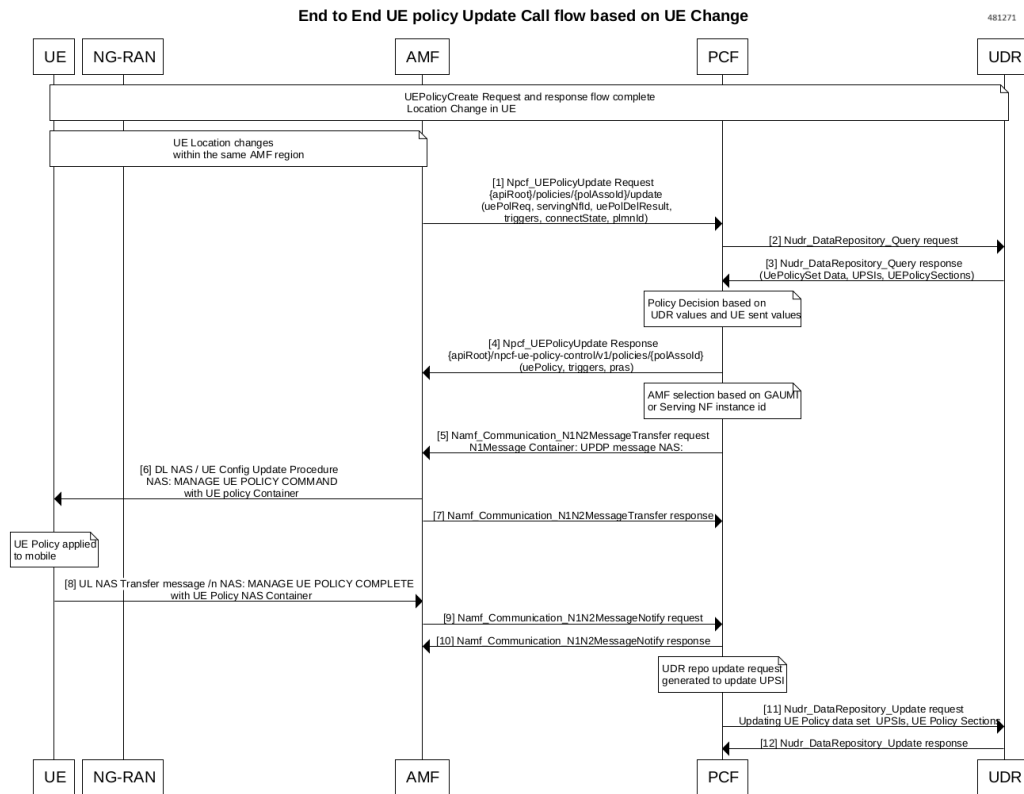 End to End UE policy Update Call flow based on UE Change
481271
UE
NG-RAN
AMF
PCF
UDR
UEPolicyCreate Request and response flow complete
Location Change in UE
UE Location changes
within the same AMF region
[1] Npcf_UEPolicyUpdate Request
{apiRoot}/policies/{polAssoId}/update
(uePolReq, servingNfId, uePolDelResult,
triggers, connectState, plmnId)
[2] Nudr_DataRepository_Query request
[3] Nudr_DataRepository_Query response
(UePolicySet Data, UPSIs, UEPolicySections)
Policy Decision based on
UDR values and UE sent values
[4] Npcf_UEPolicyUpdate Response
{apiRoot}/npcf-ue-policy-control/v1/policies/{polAssoId}
(uePolicy, triggers, pras)
AMF selection based on GAUMI
or Serving NF instance id
[5] Namf_Communication_N1N2MessageTransfer request
N1Message Container: UPDP message NAS:
[6] DL NAS / UE Config Update Procedure
NAS: MANAGE UE POLICY COMMAND
with UE policy Container
[7] Namf_Communication_N1N2MessageTransfer response
UE Policy applied
to mobile
[8] UL NAS Transfer message /n NAS: MANAGE UE POLICY COMPLETE
with UE Policy NAS Container
[9] Namf_Communication_N1N2MessageNotify request
[10] Namf_Communication_N1N2MessageNotify response
UDR repo update request
generated to update UPSI
[11] Nudr_DataRepository_Update request
Updating UE Policy data set UPSIs, UE Policy Sections
[12] Nudr_DataRepository_Update response
UE
NG-RAN
AMF
PCF
UDR